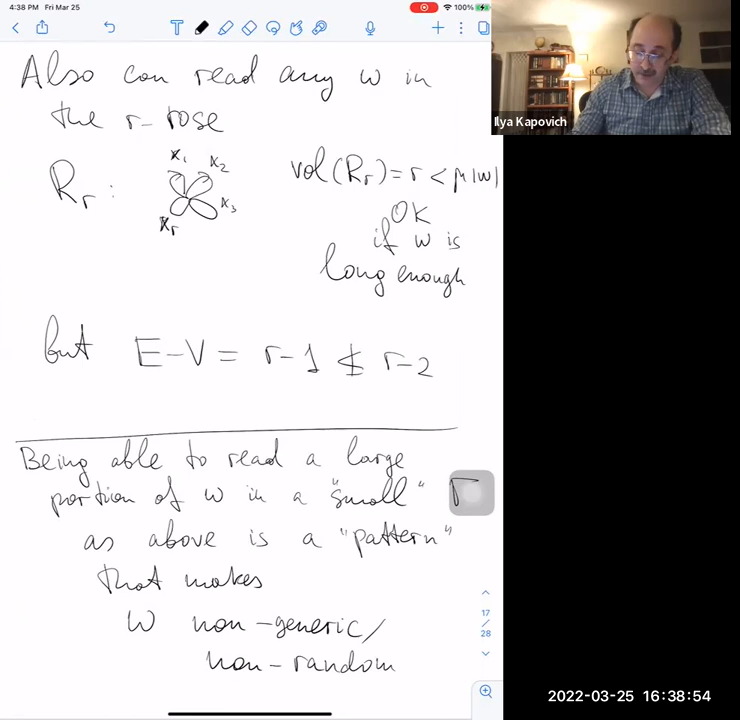 4:38 PM Fri Mar 25
100%
Also can read any w in
the r-rose
R_r : x_1 x_2 x_3 x_r
vol(R_r) = r < μ|w|
OK
if w is
long enough
but E-V = r-1 ≰ r-2
Being able to read a large
portion of w in a "small" Γ
as above is a "pattern"
that makes
w non-generic/
non-random
17
/
28
Ilya Kapovich
2022-03-25 16:38:54